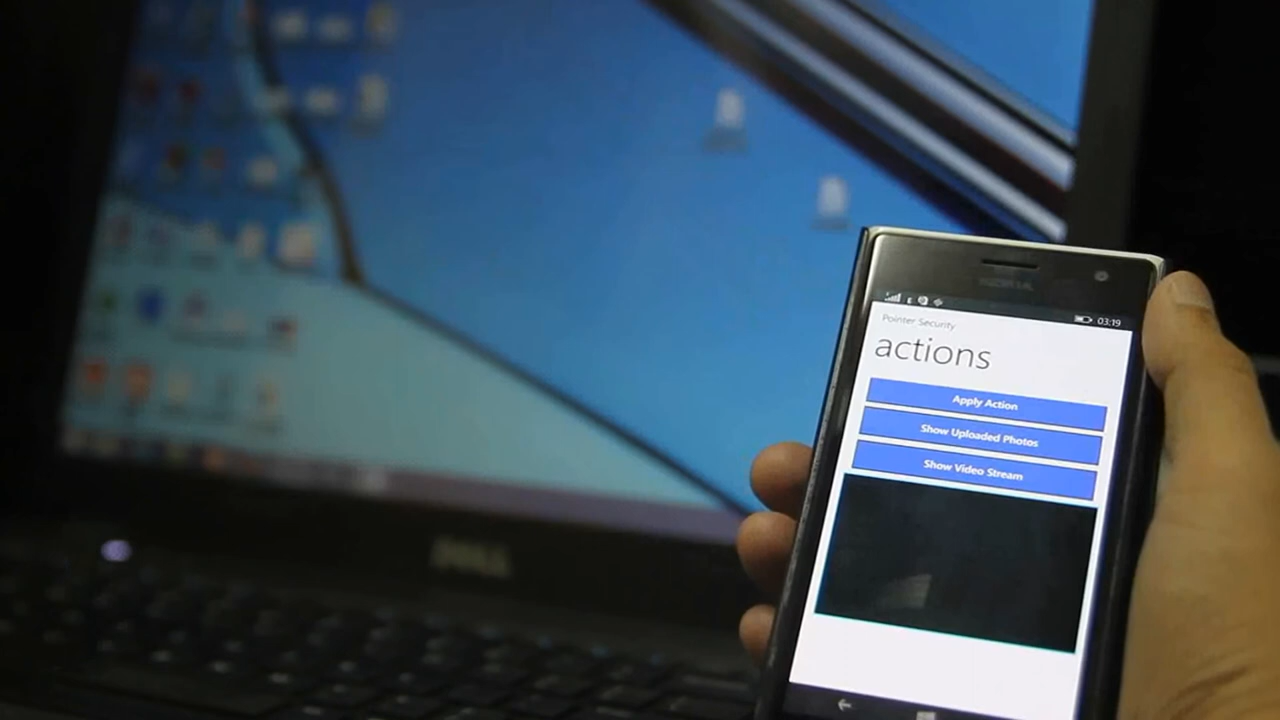 NOKIA
03:19
Pointer Security
actions
Apply Action
Show Uploaded Photos
Show Video Stream
DELL